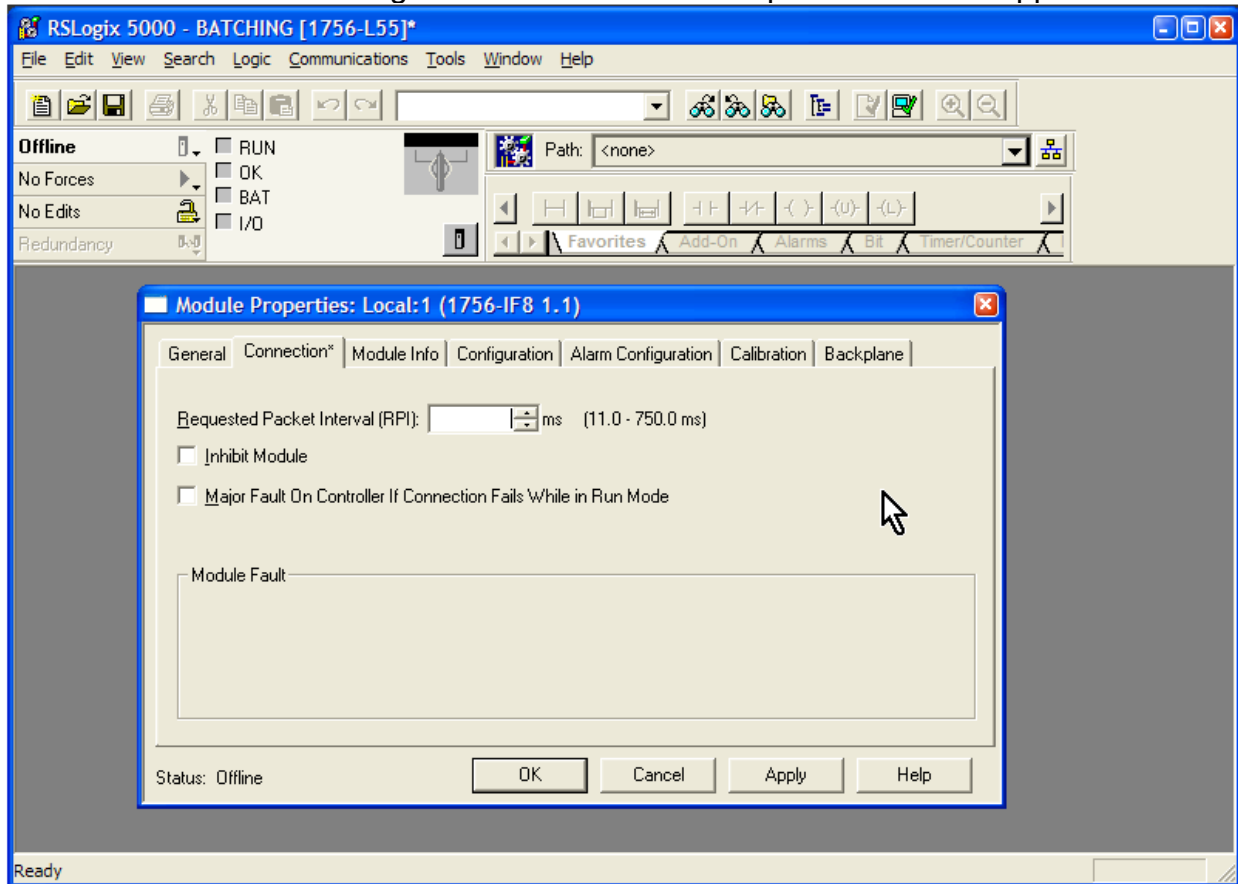 RSLogix 5000 - BATCHING [1756-L55]*
File Edit View Search Logic Communications Tools Window Help
Offline
RUN
Path: <none>
No Forces
OK
No Edits
BAT
Redundancy
I/O
Favorites Add-On Alarms Bit Timer/Counter
Module Properties: Local:1 (1756-IF8 1.1)
General Connection* Module Info Configuration Alarm Configuration Calibration Backplane
Requested Packet Interval (RPI): ms (11.0 - 750.0 ms)
Inhibit Module
Major Fault On Controller If Connection Fails While in Run Mode
Module Fault
Status: Offline
OK Cancel Apply Help
Ready